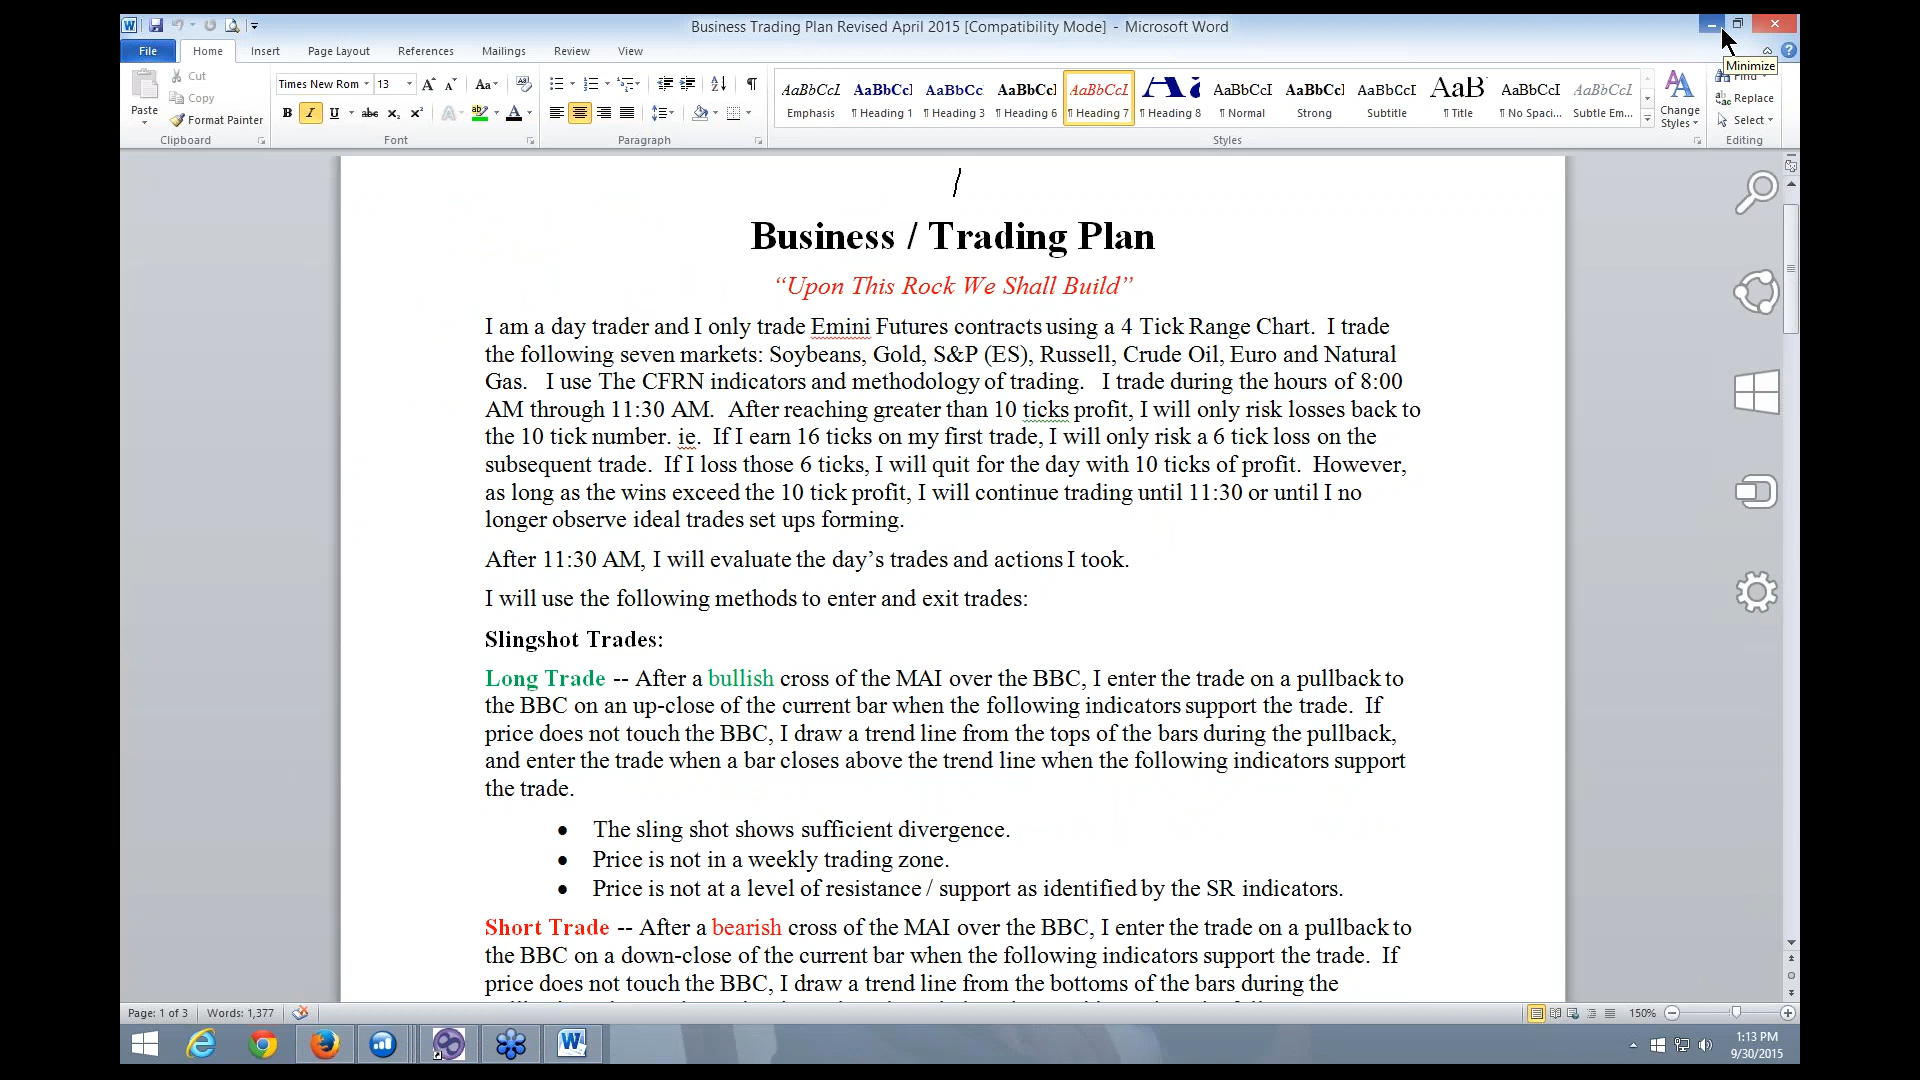 Business Trading Plan Revised April 2015 [Compatibility Mode] - Microsoft Word
File Home Insert Page Layout References Mailings Review View
Minimize
Paste
Cut
Copy
Format Painter
Times New Rom 13
AaBbCcI AaBbCcI AaBbCc AaBbCcI AaBbCcI AaBbCcI AaBbCcI AaBbCcI AaB AaBbCcI AaBbCcI
Emphasis ¶ Heading 1 ¶ Heading 3 ¶ Heading 6 ¶ Heading 7 ¶ Heading 8 ¶ Normal Strong Subtitle ¶ Title ¶ No Spaci... Subtle Em...
Change Styles
Find
Replace
Select
Clipboard Font Paragraph Styles Editing
Business / Trading Plan
“Upon This Rock We Shall Build”
I am a day trader and I only trade Emini Futures contracts using a 4 Tick Range Chart. I trade
the following seven markets: Soybeans, Gold, S&P (ES), Russell, Crude Oil, Euro and Natural
Gas. I use The CFRN indicators and methodology of trading. I trade during the hours of 8:00
AM through 11:30 AM. After reaching greater than 10 ticks profit, I will only risk losses back to
the 10 tick number. ie. If I earn 16 ticks on my first trade, I will only risk a 6 tick loss on the
subsequent trade. If I loss those 6 ticks, I will quit for the day with 10 ticks of profit. However,
as long as the wins exceed the 10 tick profit, I will continue trading until 11:30 or until I no
longer observe ideal trades set ups forming.
After 11:30 AM, I will evaluate the day’s trades and actions I took.
I will use the following methods to enter and exit trades:
Slingshot Trades:
Long Trade -- After a bullish cross of the MAI over the BBC, I enter the trade on a pullback to
the BBC on an up-close of the current bar when the following indicators support the trade. If
price does not touch the BBC, I draw a trend line from the tops of the bars during the pullback,
and enter the trade when a bar closes above the trend line when the following indicators support
the trade.
• The sling shot shows sufficient divergence.
• Price is not in a weekly trading zone.
• Price is not at a level of resistance / support as identified by the SR indicators.
Short Trade -- After a bearish cross of the MAI over the BBC, I enter the trade on a pullback to
the BBC on a down-close of the current bar when the following indicators support the trade. If
price does not touch the BBC, I draw a trend line from the bottoms of the bars during the
Page: 1 of 3 Words: 1,377 150%
1:13 PM
9/30/2015